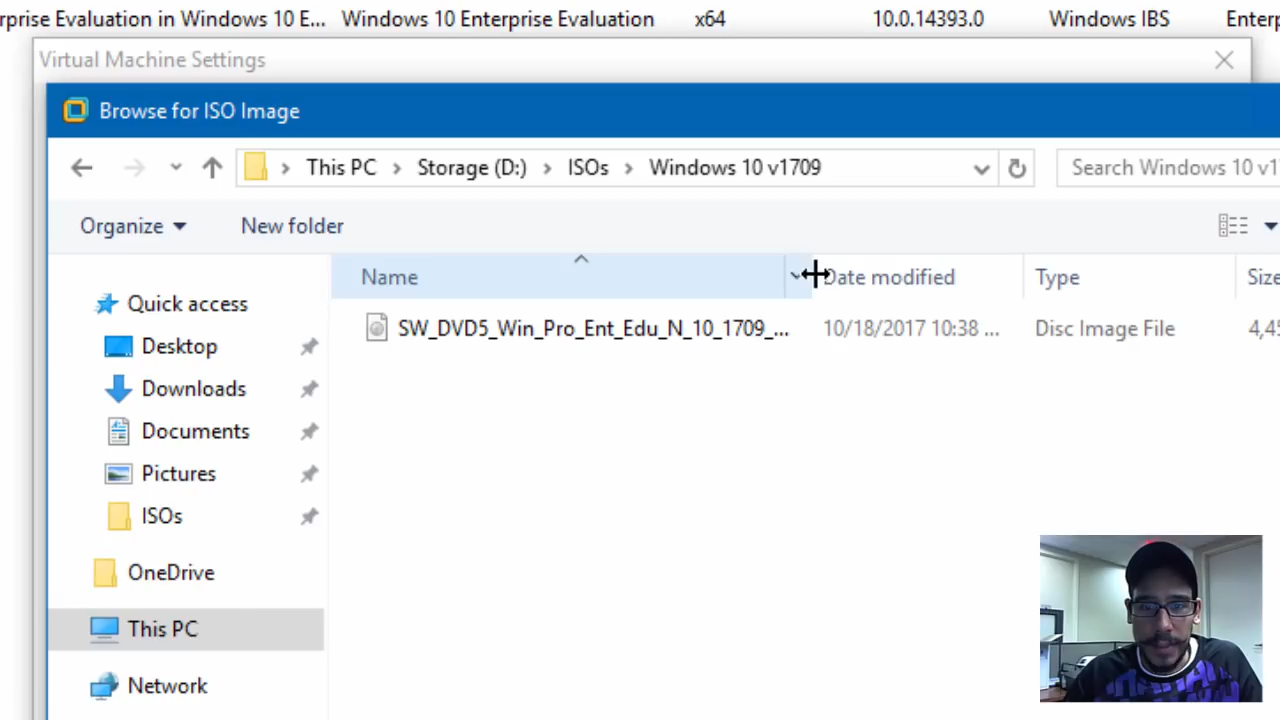 rprise Evaluation in Windows 10 E... Windows 10 Enterprise Evaluation x64 10.0.14393.0 Windows IBS Enterp
Virtual Machine Settings
Browse for ISO Image
This PC Storage (D:) ISOs Windows 10 v1709 Search Windows 10 v1
Organize New folder
Name Date modified Type Size
SW_DVD5_Win_Pro_Ent_Edu_N_10_1709_... 10/18/2017 10:38 ... Disc Image File 4,45
Quick access
Desktop
Downloads
Documents
Pictures
ISOs
OneDrive
This PC
Network